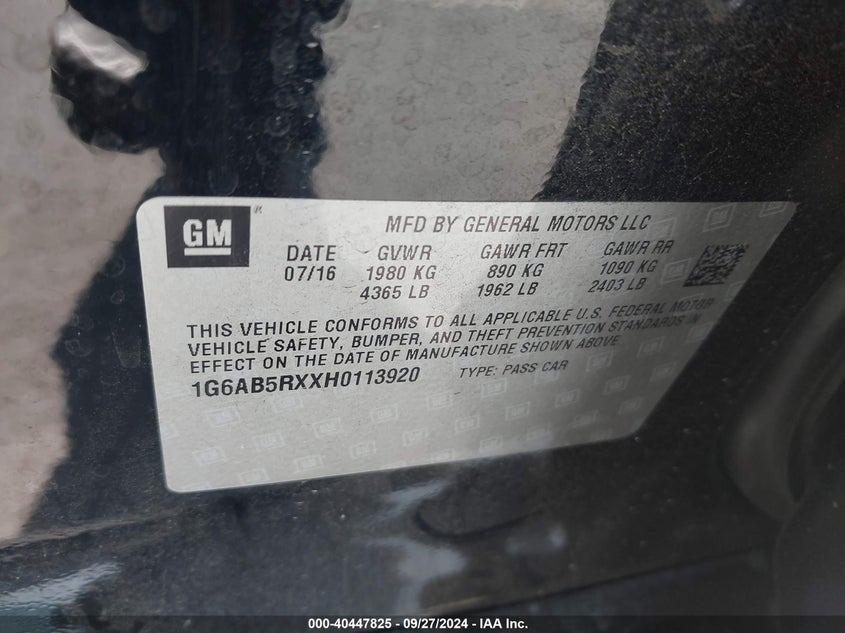 GM
MFD BY GENERAL MOTORS LLC
DATE GVWR GAWR FRT GAWR RR
07/16 1980 KG 890 KG 1090 KG
4365 LB 1962 LB 2403 LB
THIS VEHICLE CONFORMS TO ALL APPLICABLE U.S. FEDERAL MOTOR
VEHICLE SAFETY, BUMPER, AND THEFT PREVENTION STANDARDS IN
EFFECT ON THE DATE OF MANUFACTURE SHOWN ABOVE.
1G6AB5RXXH0113920 TYPE: PASS CAR
000-40447825 - 09/27/2024 - IAA Inc.